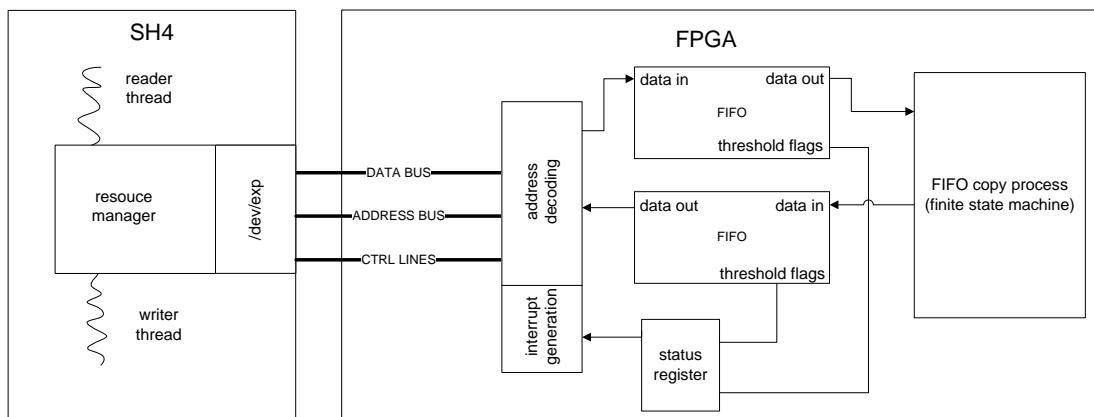 SH4
reader
thread
resouce
manager
/dev/exp
writer
thread
DATA BUS
ADDRESS BUS
CTRL LINES
FPGA
address
decoding
interrupt
generation
data in
data out
FIFO
threshold flags
data out
data in
FIFO
threshold flags
status
register
FIFO copy process
(finite state machine)